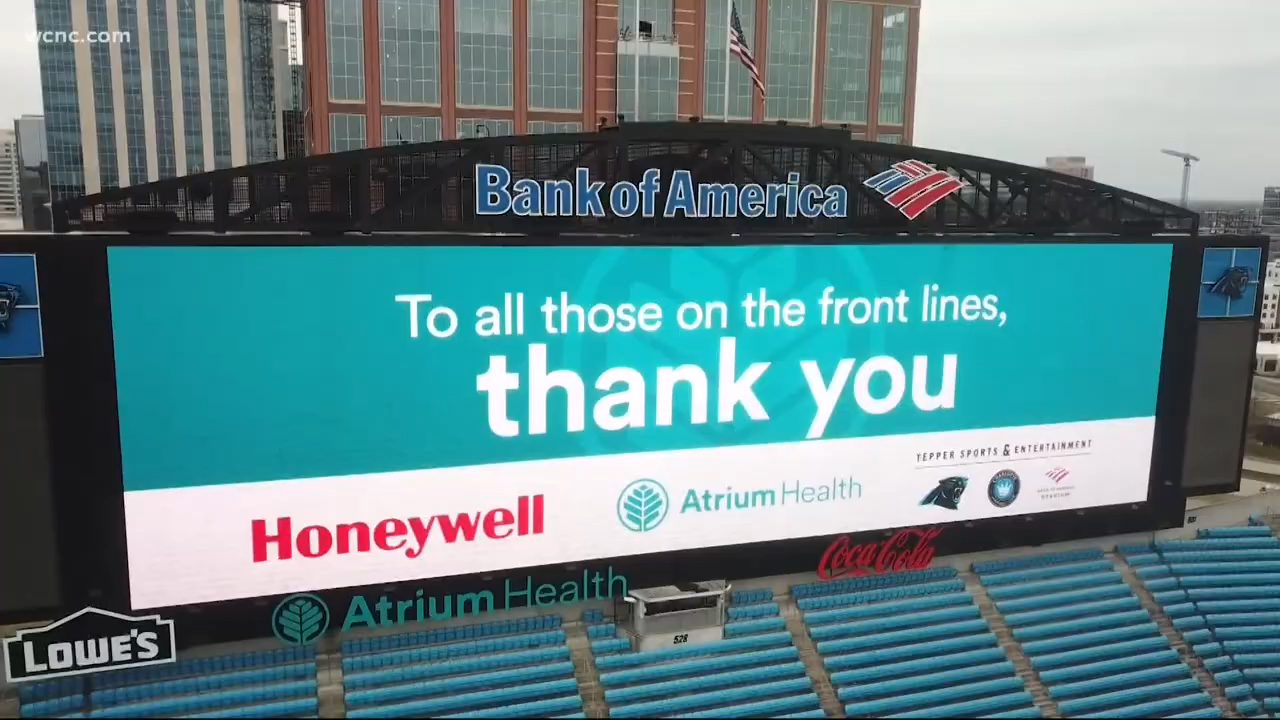 wcnc.com
Bank of America
To all those on the front lines,
thank you
TEPPER SPORTS & ENTERTAINMENT
Honeywell
Atrium Health
Coca-Cola
Atrium Health
LOWE'S
528